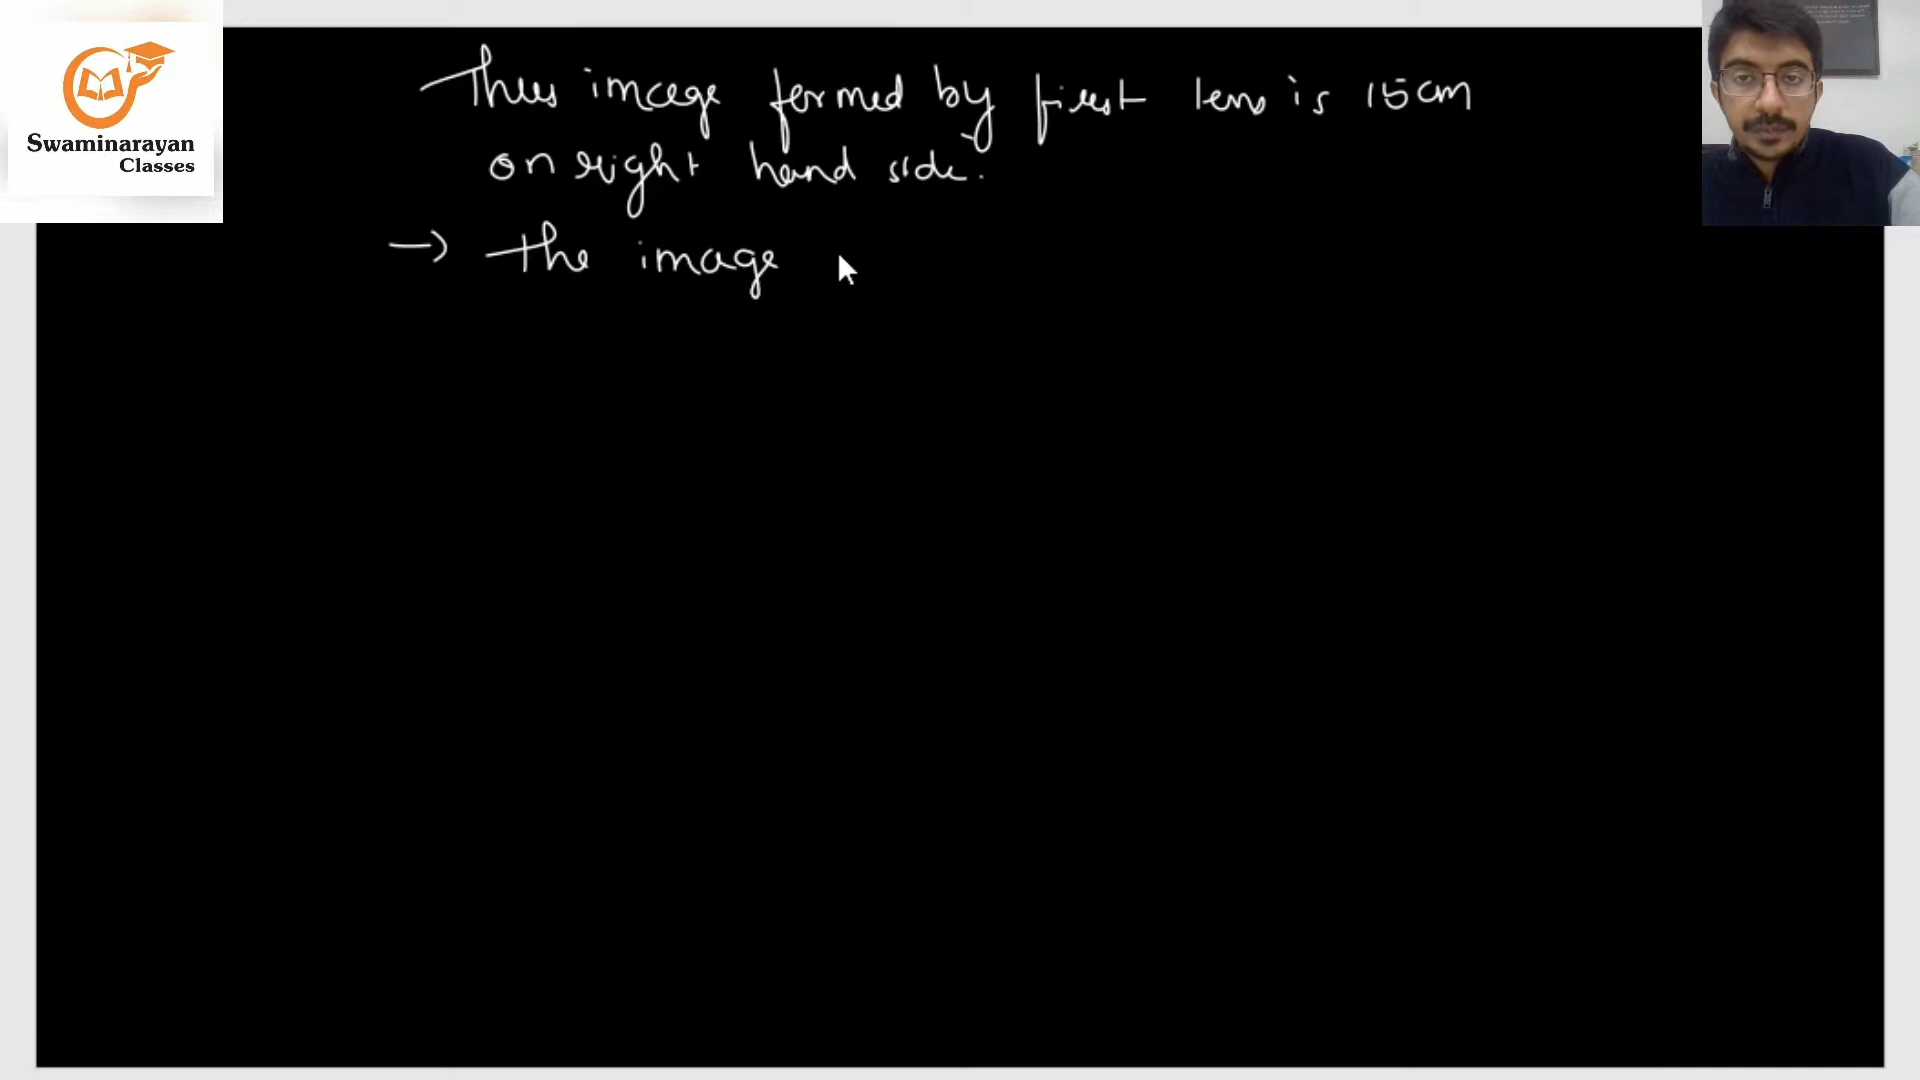 Swaminarayan
Classes
Thus image formed by first lens is 15cm
on right hand side.
→ The image